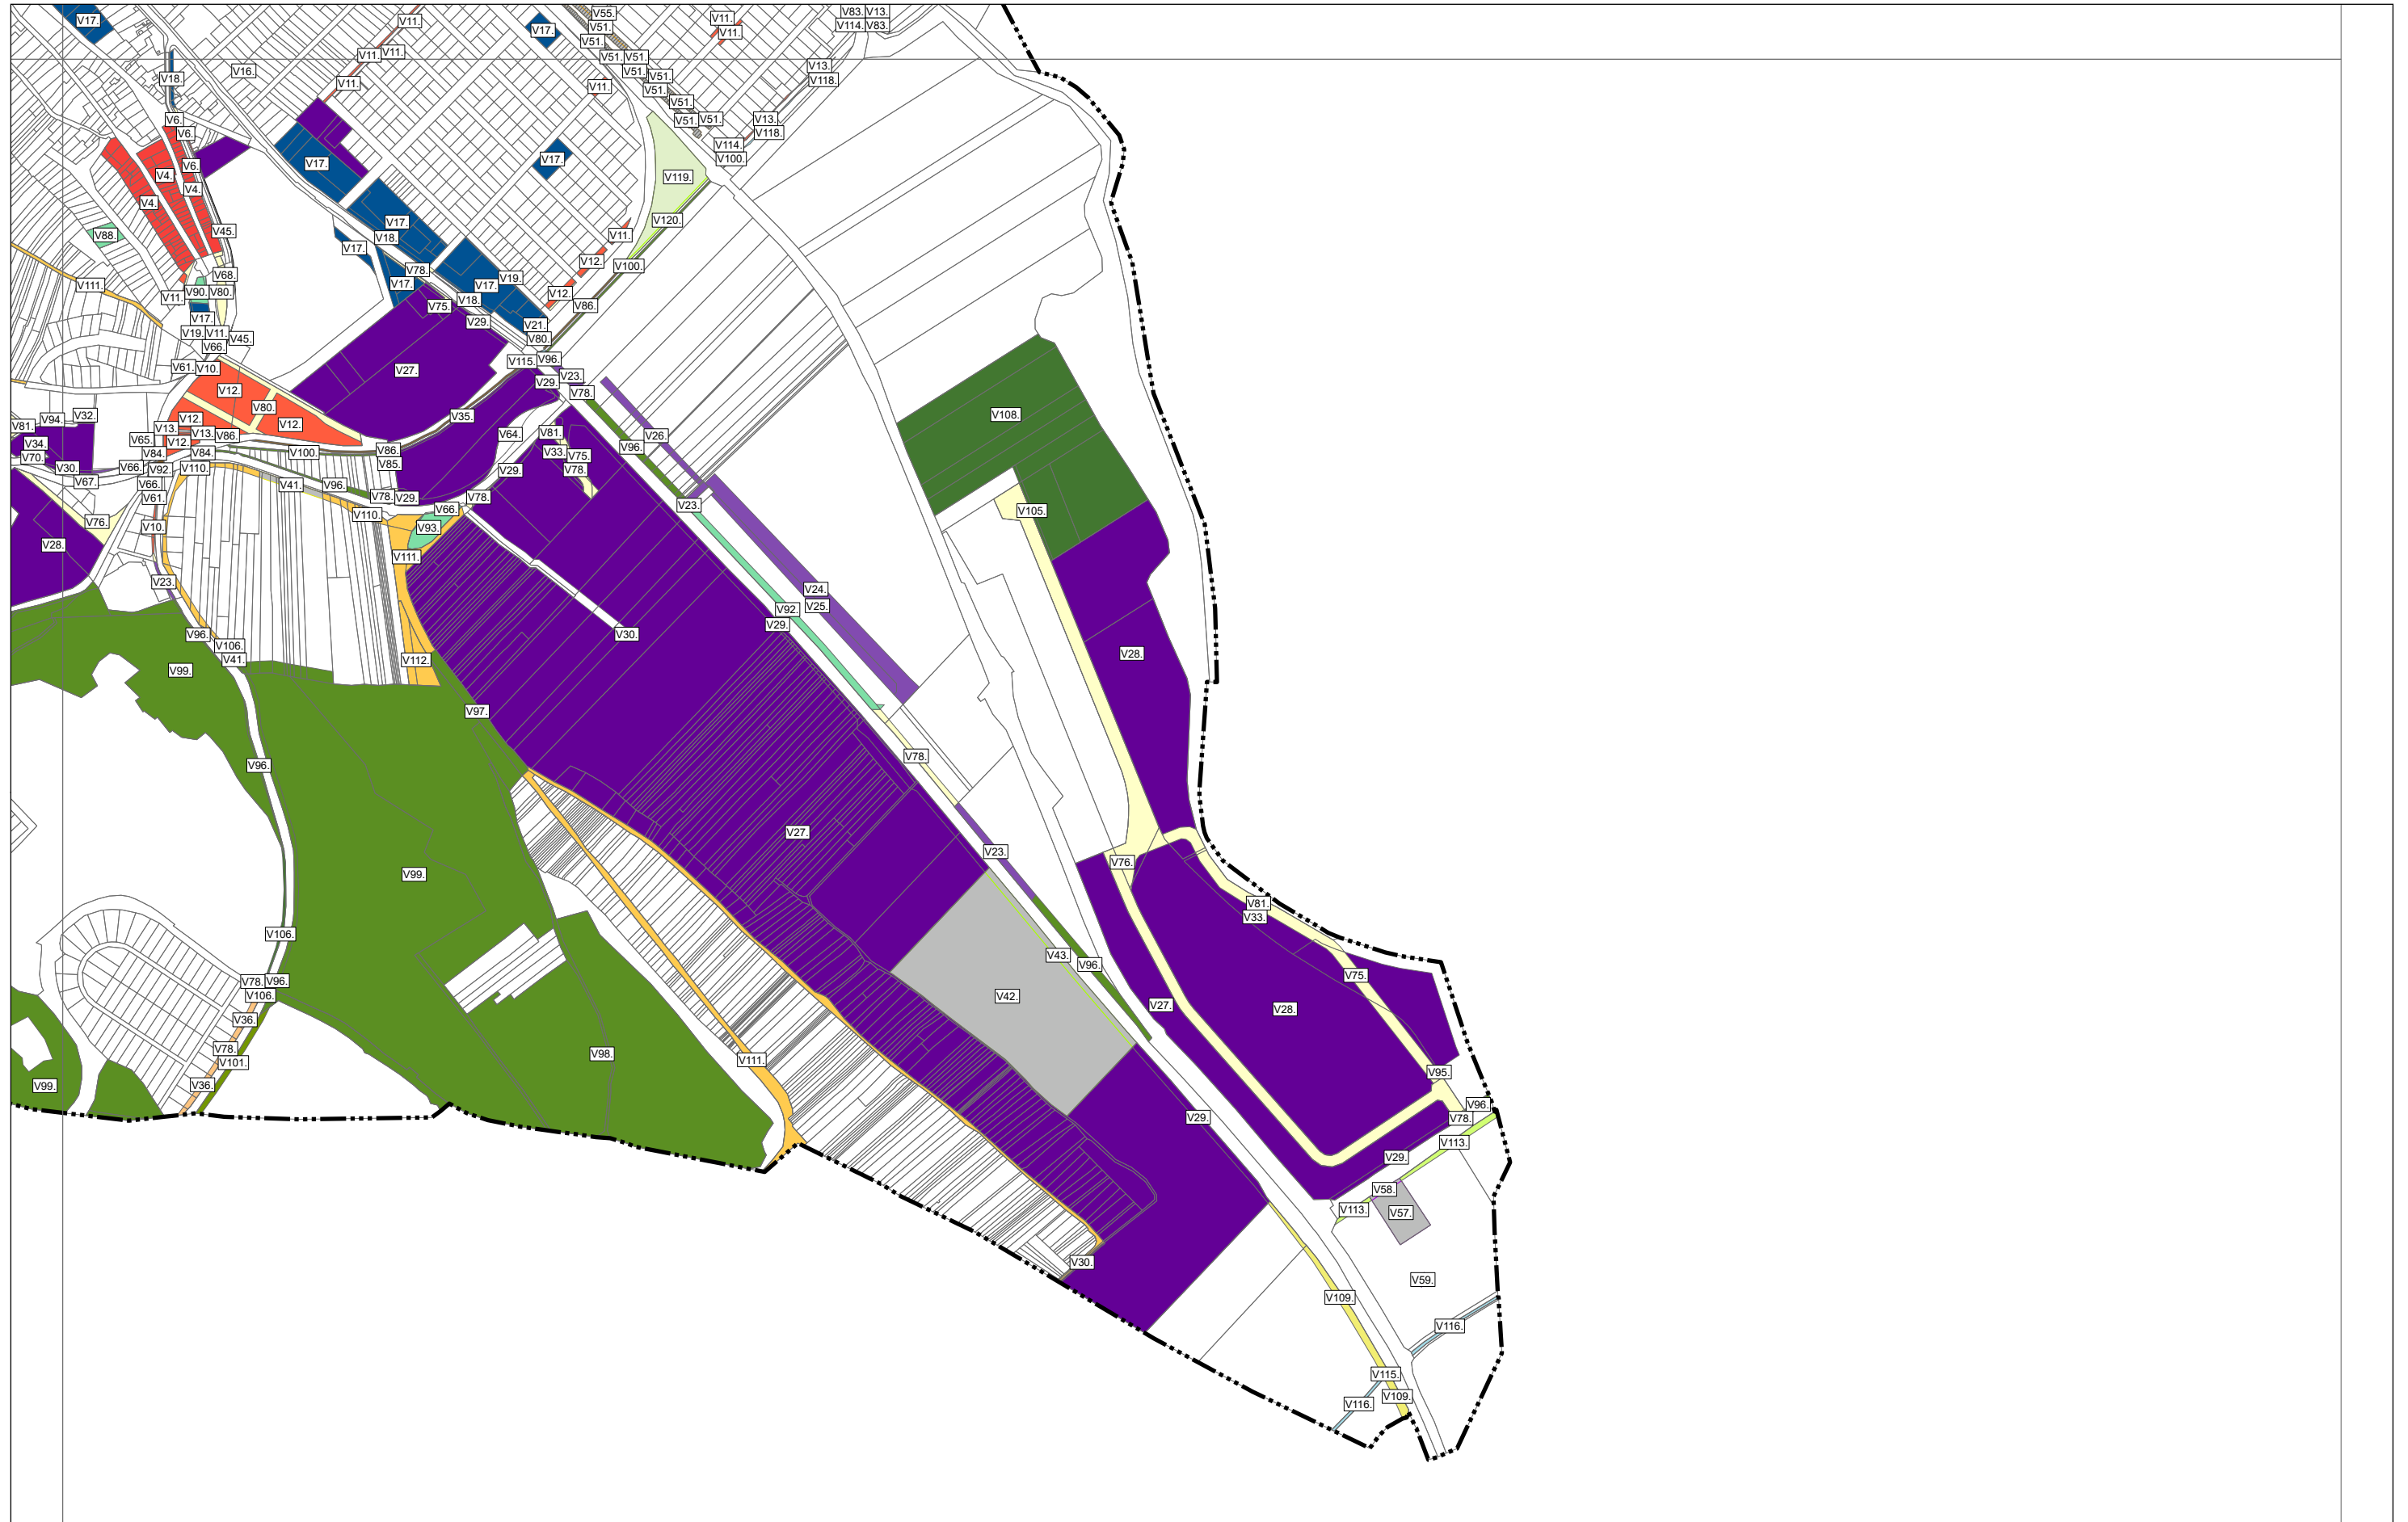 V17.
V11.
V17.
V55.
V51.
V51.
V11.
V11.
V83.
V13.
V114.
V83.
V16.
V18.
V11.
V11.
V11.
V51.
V51.
V51.
V51.
V51.
V11.
V13.
V118.
V51.
V51.
V51.
V13.
V118.
V6.
V6.
V114.
V100.
V17.
V17.
V6.
V4.
V4.
V4.
V119.
V88.
V45.
V17.
V18.
V17.
V120.
V11.
V12.
V100.
V111.
V68.
V11.
V90.
V80.
V78.
V17.
V75.
V19.
V17.
V18.
V12.
V86.
V29.
V21.
V80.
V17.
V19.
V11.
V45.
V66.
V61.
V10.
V12.
V80.
V12.
V27.
V115.
V96.
V29.
V23.
V78.
V35.
V94.
V32.
V81.
V34.
V70.
V30.
V67.
V12.
V13.
V13.
V65.
V12.
V86.
V84.
V84.
V66.
V92.
V110.
V66.
V61.
V100.
V86.
V85.
V64.
V81.
V33.
V75.
V78.
V26.
V96.
V29.
V41.
V96.
V78.
V29.
V78.
V66.
V93.
V110.
V111.
V23.
V108.
V105.
V76.
V10.
V28.
V23.
V96.
V106.
V41.
V99.
V112.
V97.
V30.
V24.
V25.
V92.
V29.
V28.
V96.
V99.
V78.
V27.
V23.
V76.
V81.
V33.
V106.
V78.
V96.
V106.
V36.
V78.
V101.
V36.
V99.
V98.
V111.
V42.
V43.
V96.
V27.
V28.
V75.
V95.
V96.
V78.
V113.
V29.
V29.
V58.
V113.
V57.
V30.
V59.
V109.
V116.
V115.
V109.
V116.